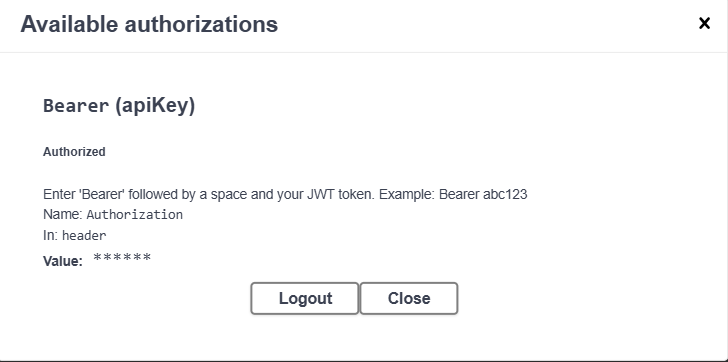 Available authorizations ×
Bearer (apiKey)
Authorized
Enter 'Bearer' followed by a space and your JWT token. Example: Bearer abc123
Name: Authorization
In: header
Value: ******
Logout Close